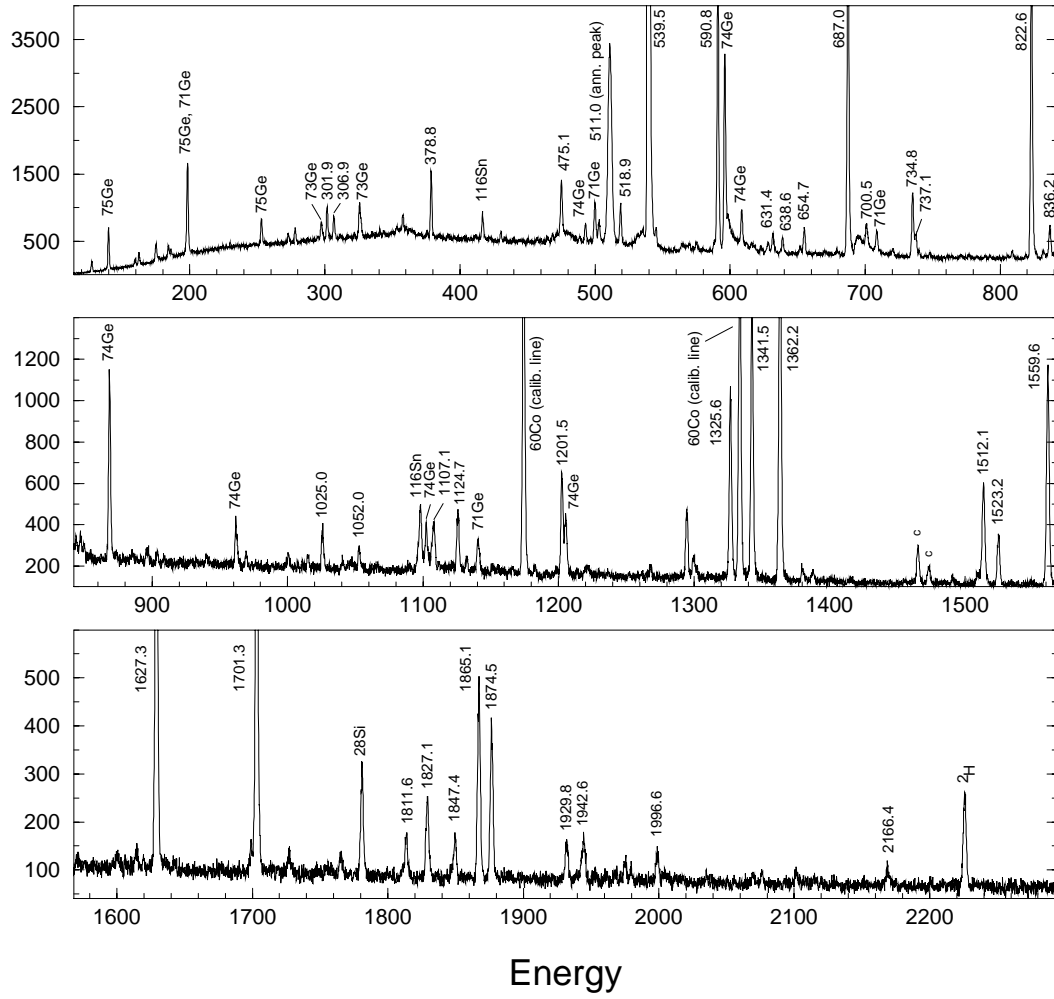 3500
2500
1500
500
75Ge
75Ge, 71Ge
75Ge
73Ge
301.9
306.9
73Ge
378.8
116Sn
475.1
74Ge
71Ge
511.0 (ann. peak)
518.9
539.5
590.8
74Ge
74Ge
631.4
638.6
654.7
687.0
700.5
71Ge
734.8
737.1
822.6
836.2
200
300
400
500
600
700
800
1200
1000
800
600
400
200
74Ge
74Ge
1025.0
1052.0
116Sn
74Ge
1107.1
1124.7
71Ge
60Co (calib. line)
1201.5
74Ge
60Co (calib. line)
1325.6
1341.5
1362.2
c
c
1512.1
1523.2
1559.6
900
1000
1100
1200
1300
1400
1500
500
400
300
200
100
1627.3
1701.3
28Si
1811.6
1827.1
1847.4
1865.1
1874.5
1929.8
1942.6
1996.6
2166.4
2H
1600
1700
1800
1900
2000
2100
2200
Energy